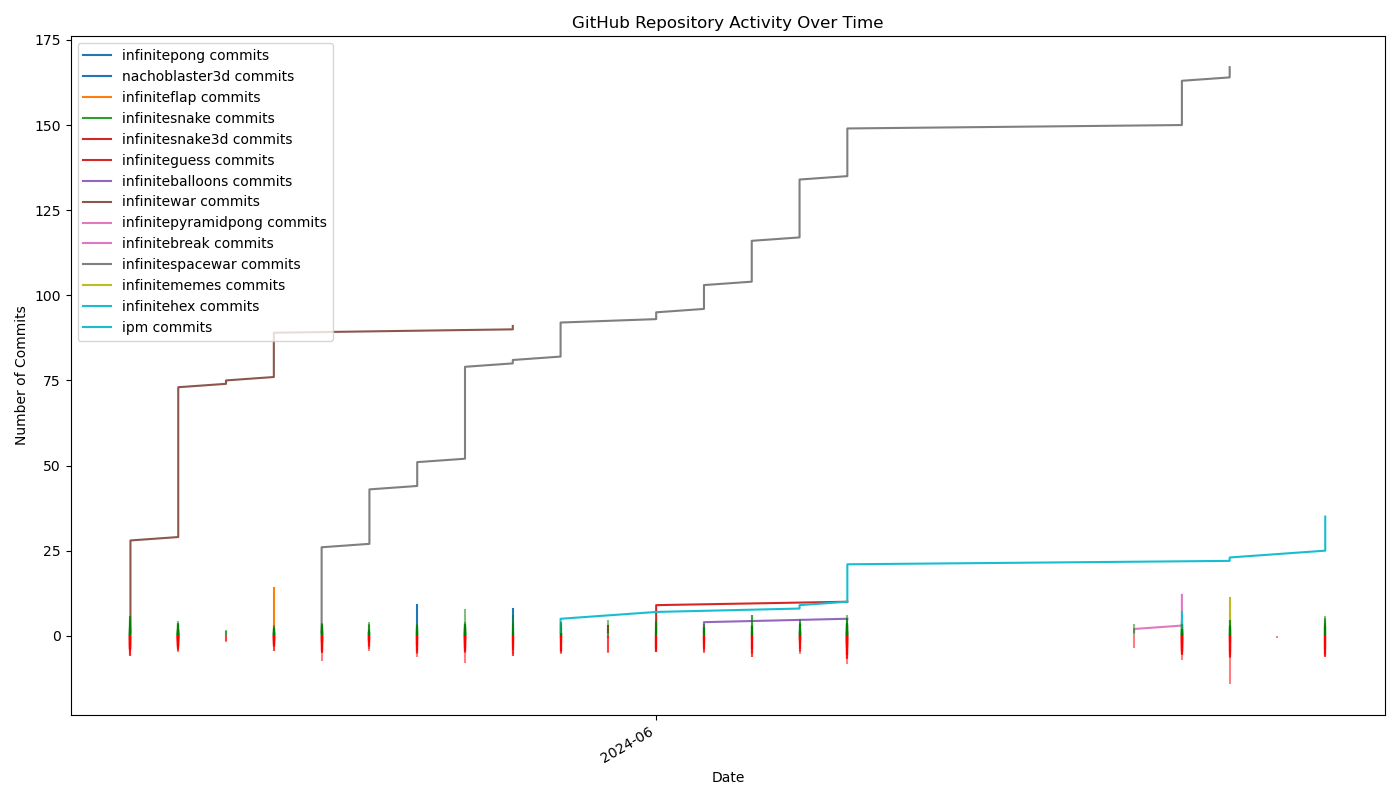 GitHub Repository Activity Over Time
175
150
125
100
75
50
25
0
Number of Commits
infinitepong commits
nachoblaster3d commits
infiniteflap commits
infinitesnake commits
infinitesnake3d commits
infiniteguess commits
infiniteballoons commits
infinitewar commits
infinitepyramidpong commits
infinitebreak commits
infinitespacewar commits
infinitememes commits
infinitehex commits
ipm commits
2024-06
Date